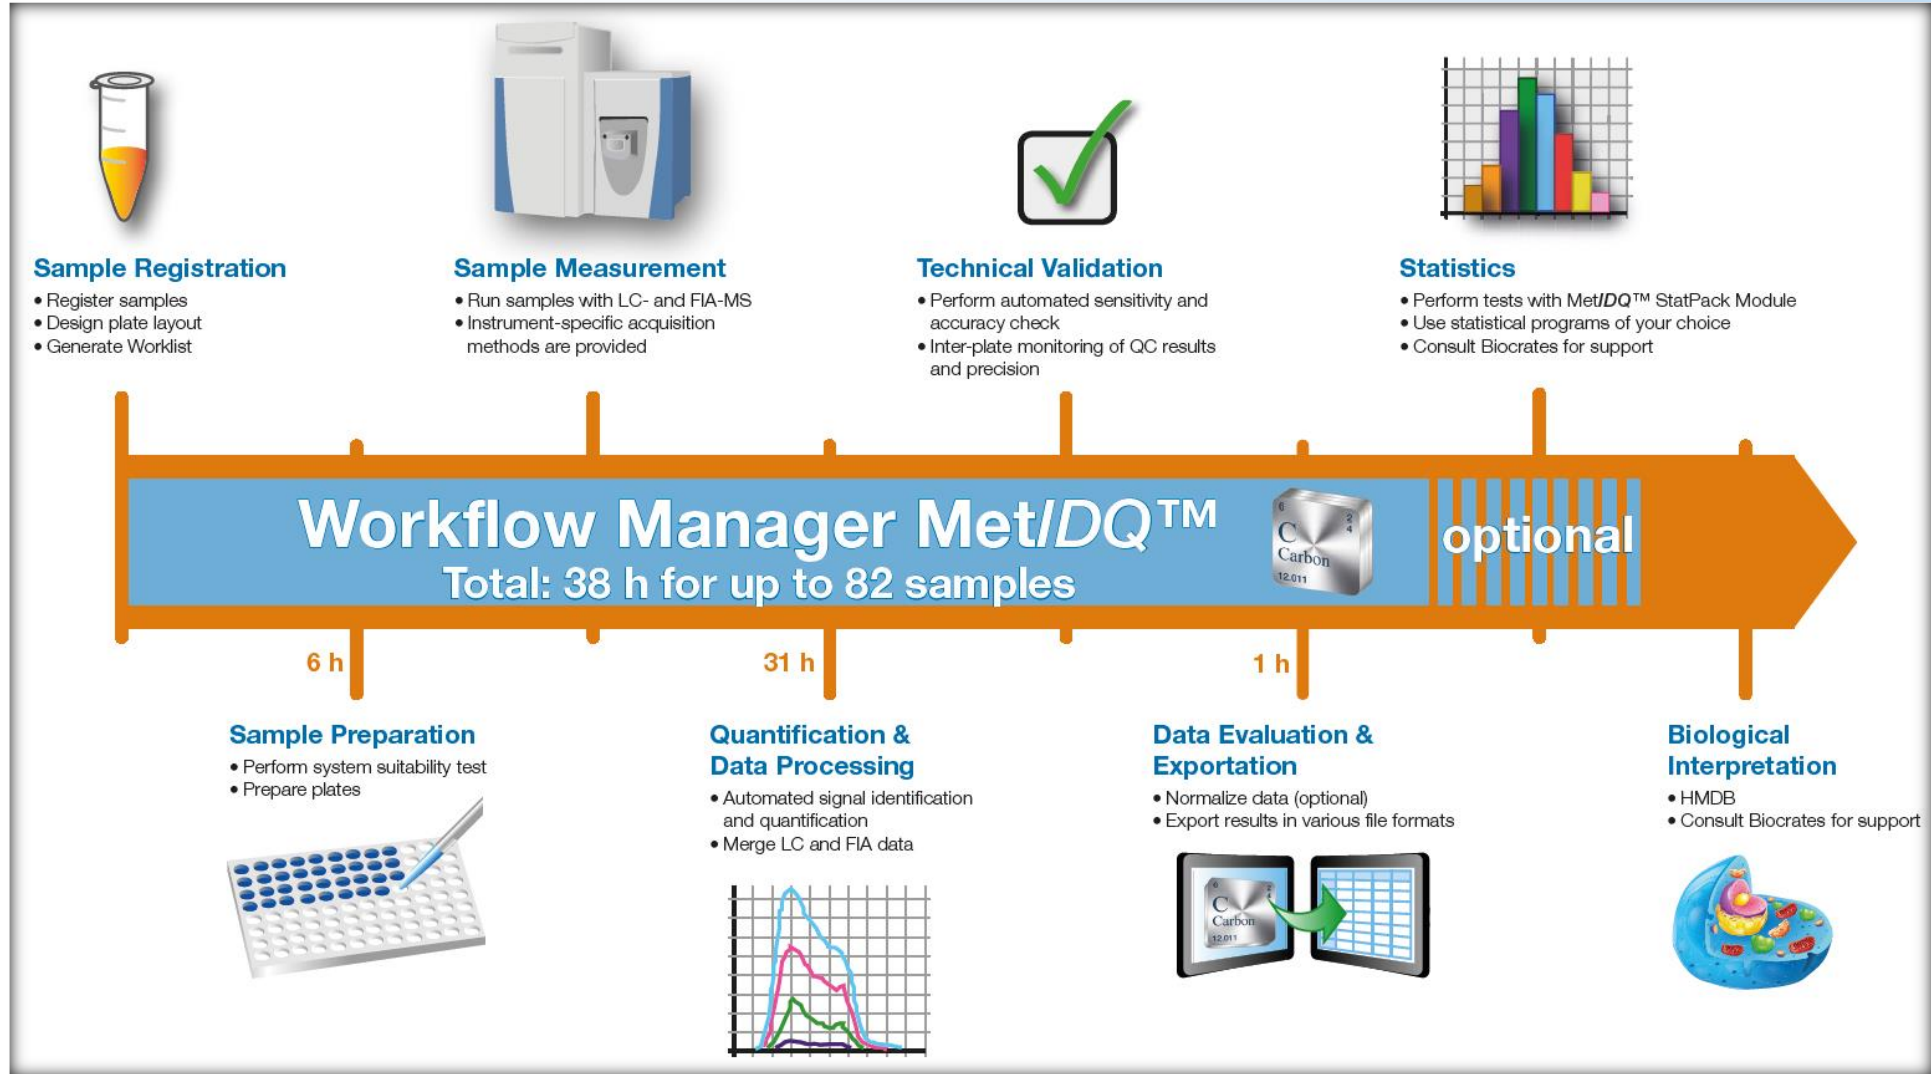 Sample Registration
• Register samples
• Design plate layout
• Generate Worklist
Sample Measurement
• Run samples with LC- and FIA-MS
• Instrument-specific acquisition
methods are provided
Technical Validation
• Perform automated sensitivity and
accuracy check
• Inter-plate monitoring of QC results
and precision
Statistics
• Perform tests with MetIDQ™ StatPack Module
• Use statistical programs of your choice
• Consult Biocrates for support
Workflow Manager MetIDQ™
Total: 38 h for up to 82 samples
6
2
4
C
Carbon
12.011
optional
6 h
31 h
1 h
Sample Preparation
• Perform system suitability test
• Prepare plates
Quantification &
Data Processing
• Automated signal identification
and quantification
• Merge LC and FIA data
Data Evaluation &
Exportation
• Normalize data (optional)
• Export results in various file formats
6
2
4
C
Carbon
12.011
Biological
Interpretation
• HMDB
• Consult Biocrates for support